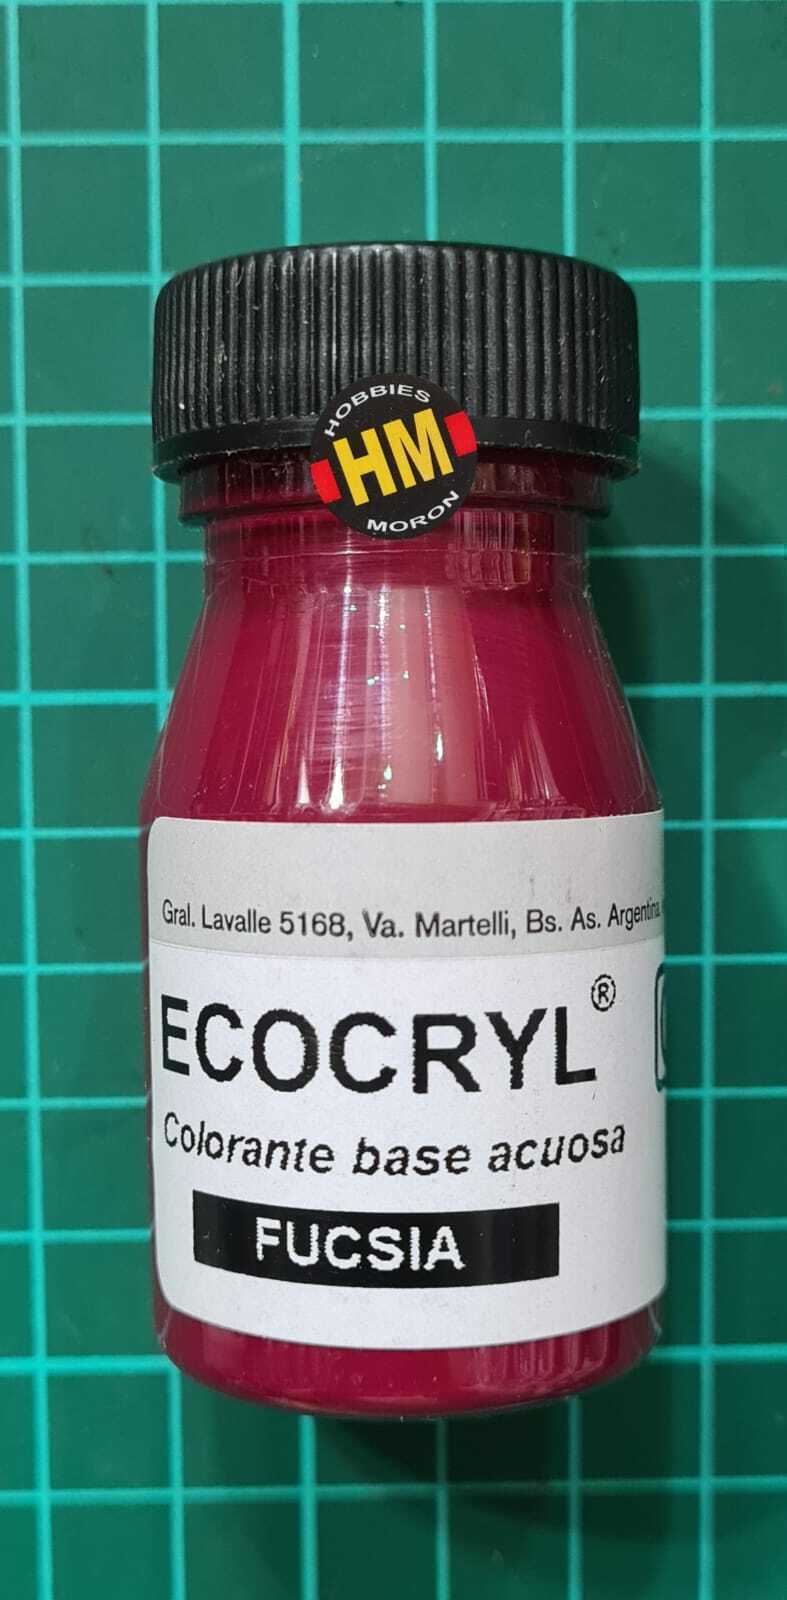 HOBBIES
HM
MORON
Gral. Lavalle 5168, Va. Martelli, Bs. As. Argentina
ECOCRYL®
Colorante base acuosa
FUCSIA